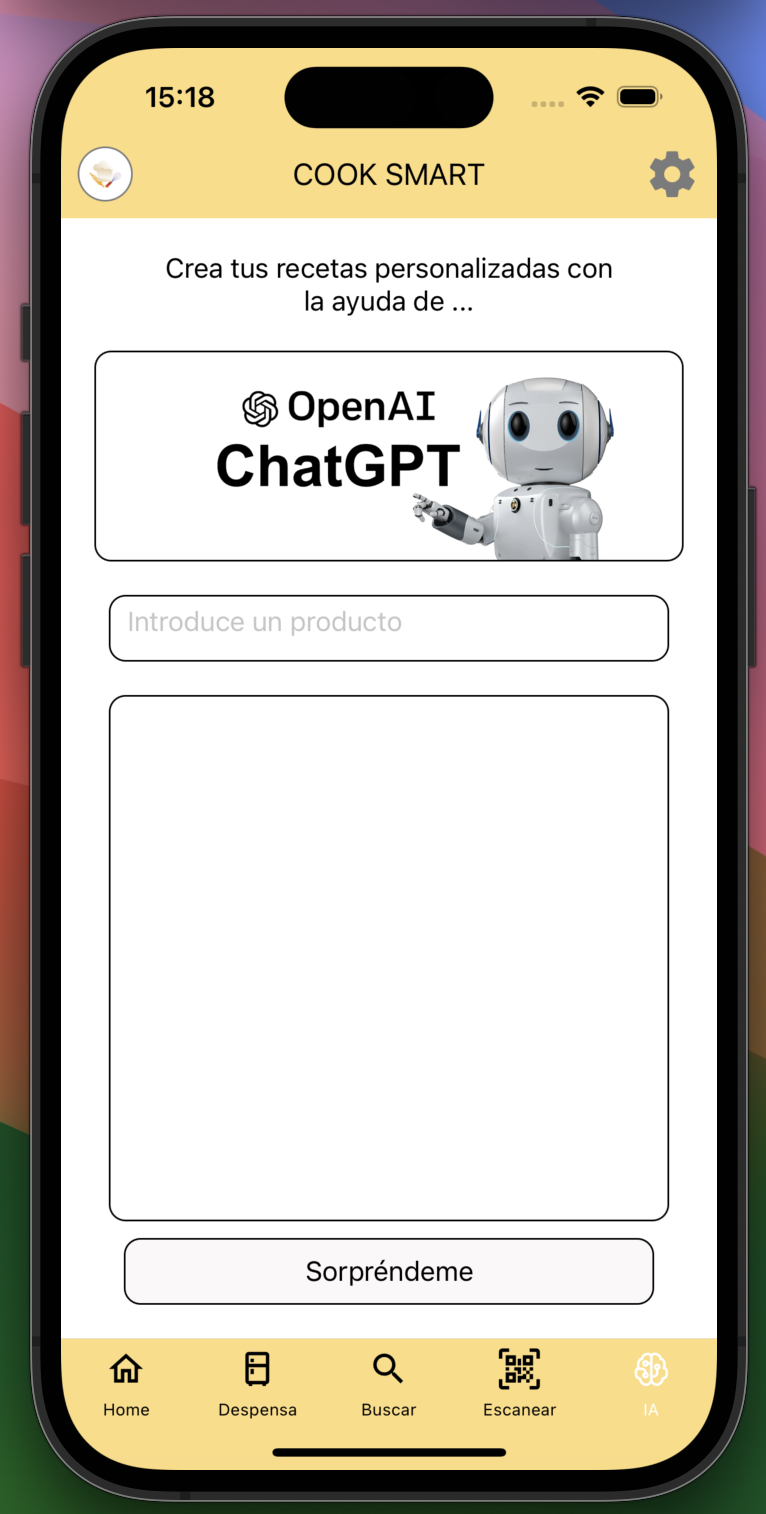 15:18
COOK SMART
Crea tus recetas personalizadas con
la ayuda de ...
OpenAI
ChatGPT
Introduce un producto
Sorpréndeme
Home
Despensa
Buscar
Escanear
IA